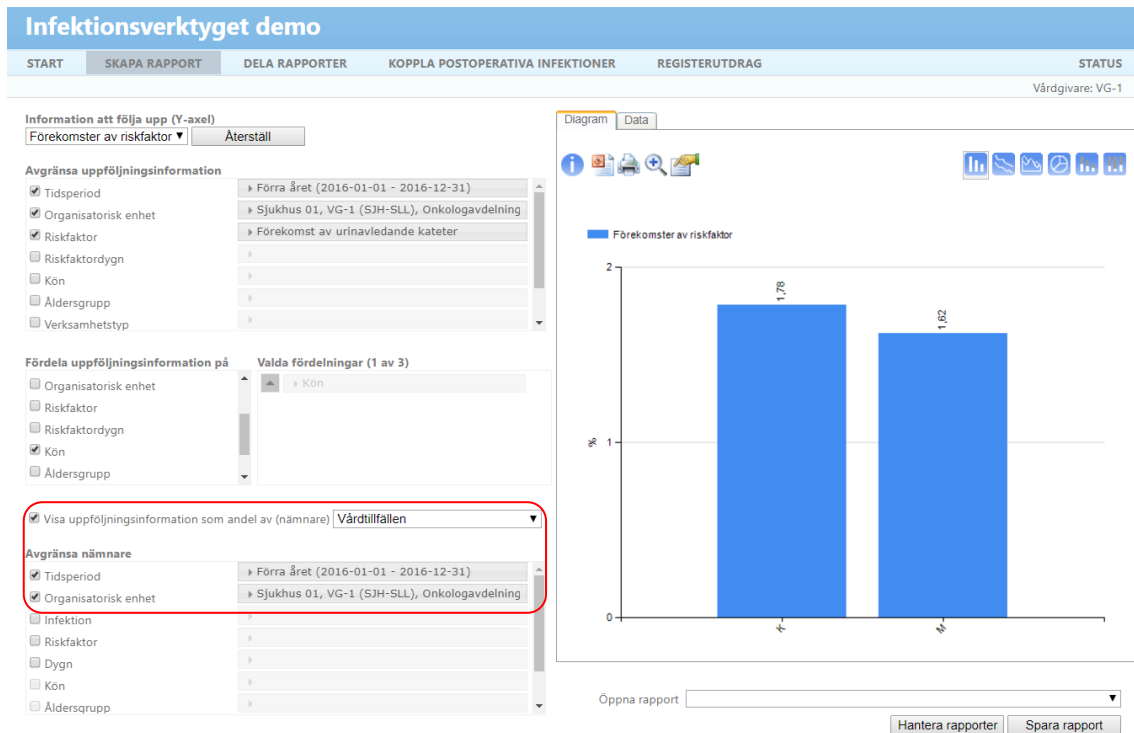 Infektionsverktyget demo
START SKAPA RAPPORT DELA RAPPORTER KOPPLA POSTOPERATIVA INFEKTIONER REGISTERUTDRAG STATUS
Vårdgivare: VG-1
Information att följa upp (Y-axel)
Förekomster av riskfaktor Återställ
Avgränsa uppföljningsinformation
Tidsperiod Förra året (2016-01-01 - 2016-12-31)
Organisatorisk enhet Sjukhus 01, VG-1 (SJH-SLL), Onkologavdelning
Riskfaktor Förekomst av urinavledande kateter
Riskfaktordygn
Kön
Åldersgrupp
Verksamhetstyp
Fördela uppföljningsinformation på Valda fördelningar (1 av 3)
Organisatorisk enhet Kön
Riskfaktor
Riskfaktordygn
Kön
Åldersgrupp
Visa uppföljningsinformation som andel av (nämnare) Vårdtillfällen
Avgränsa nämnare
Tidsperiod Förra året (2016-01-01 - 2016-12-31)
Organisatorisk enhet Sjukhus 01, VG-1 (SJH-SLL), Onkologavdelning
Infektion
Riskfaktor
Dygn
Kön
Åldersgrupp
Diagram Data
Förekomster av riskfaktor
2
1,78
1,62
% 1
0
K M
Öppna rapport
Hantera rapporter Spara rapport